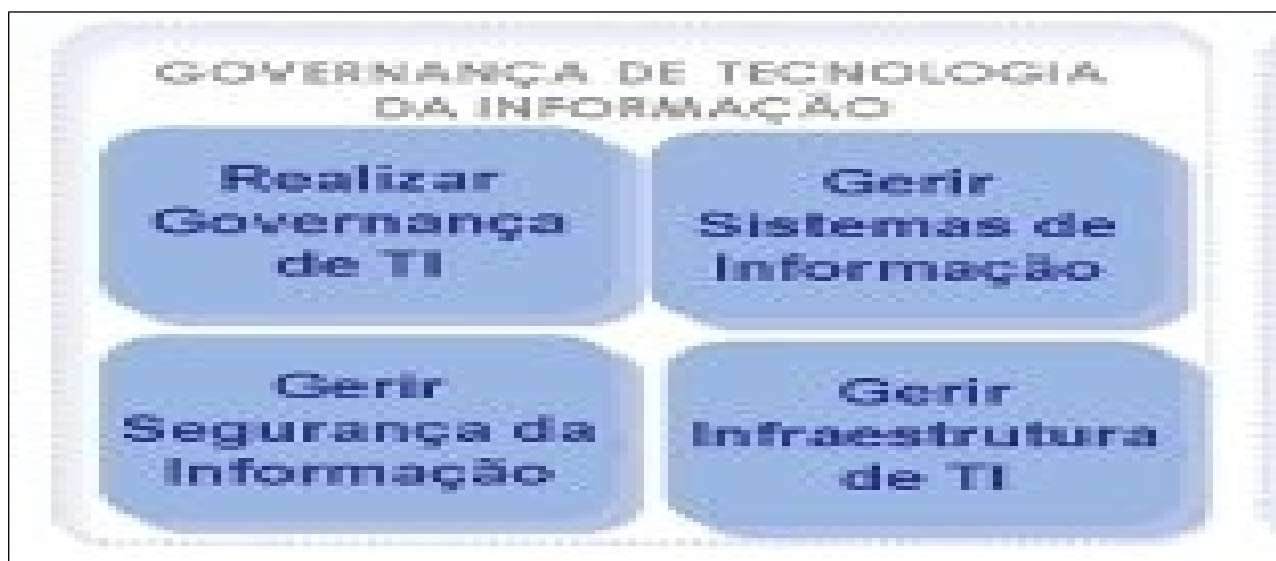 GOVERNANÇA DE TECNOLOGIA
DA INFORMAÇÃO
Realizar
Governança
de TI
Gerir
Sistemas de
Informação
Gerir
Segurança da
Informação
Gerir
Infraestrutura
de TI